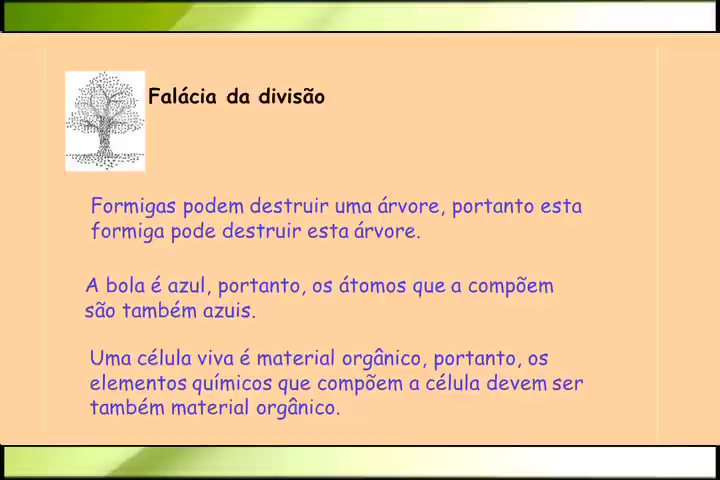 Falácia da divisão
Formigas podem destruir uma árvore, portanto esta
formiga pode destruir esta árvore.
A bola é azul, portanto, os átomos que a compõem
são também azuis.
Uma célula viva é material orgânico, portanto, os
elementos químicos que compõem a célula devem ser
também material orgânico.